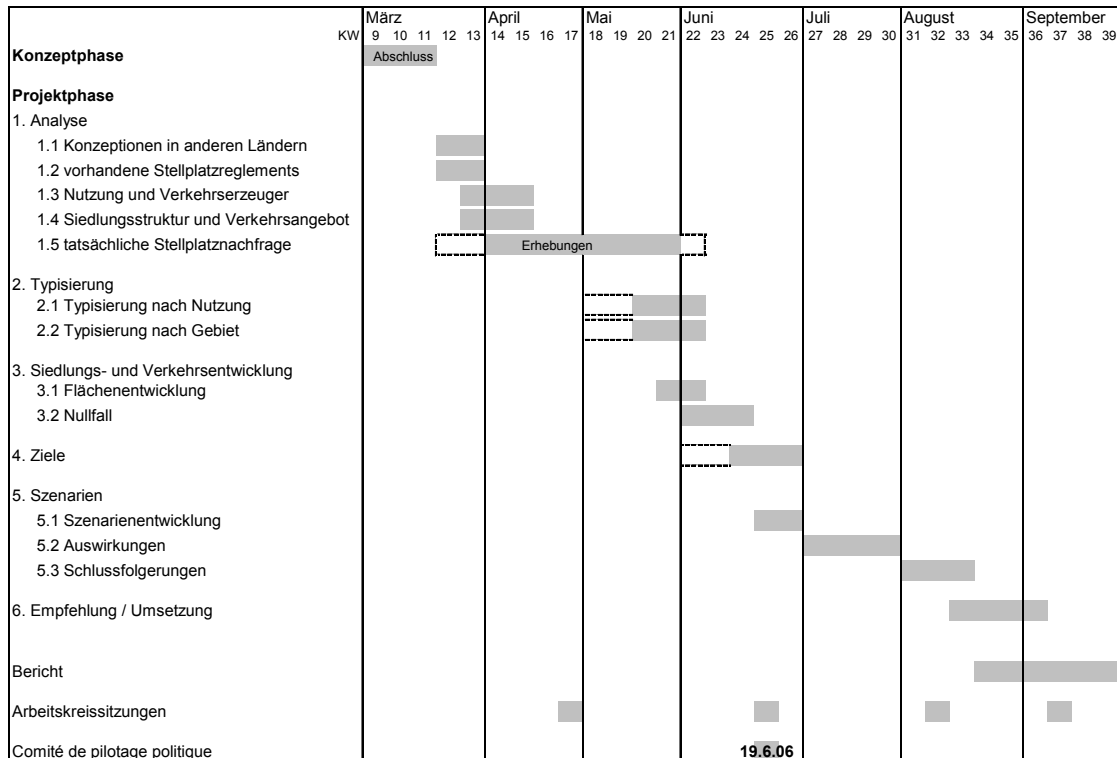 März April Mai Juni Juli August September
KW 9 10 11 12 13 14 15 16 17 18 19 20 21 22 23 24 25 26 27 28 29 30 31 32 33 34 35 36 37 38 39
Konzeptphase Abschluss
Projektphase
1. Analyse
1.1 Konzeptionen in anderen Ländern
1.2 vorhandene Stellplatzreglements
1.3 Nutzung und Verkehrserzeuger
1.4 Siedlungsstruktur und Verkehrsangebot
1.5 tatsächliche Stellplatznachfrage Erhebungen
2. Typisierung
2.1 Typisierung nach Nutzung
2.2 Typisierung nach Gebiet
3. Siedlungs- und Verkehrsentwicklung
3.1 Flächenentwicklung
3.2 Nullfall
4. Ziele
5. Szenarien
5.1 Szenarienentwicklung
5.2 Auswirkungen
5.3 Schlussfolgerungen
6. Empfehlung / Umsetzung
Bericht
Arbeitskreissitzungen
Comité de pilotage politique 19.6.06